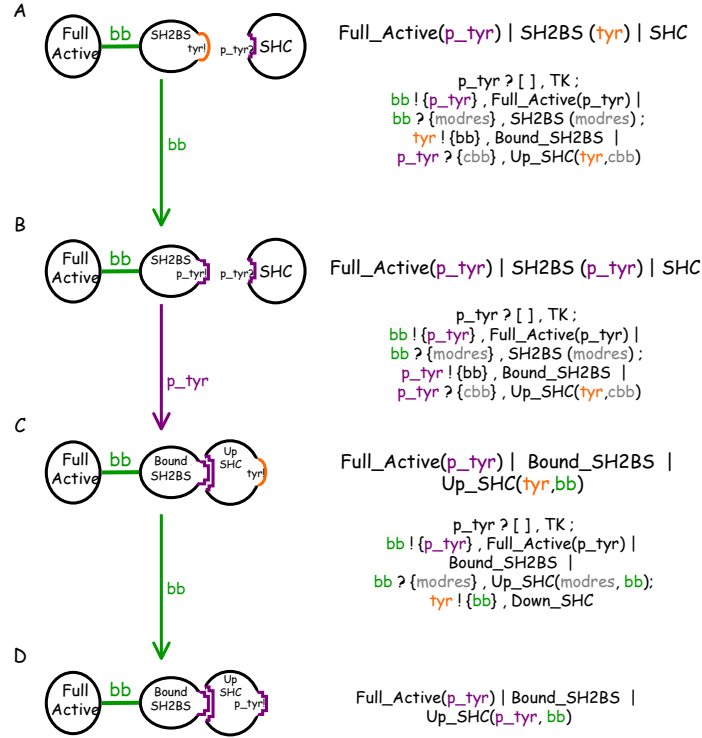 A
Full
Active
bb
SH2BS
tyr!
p_tyr?
SHC
Full_Active(p_tyr) | SH2BS (tyr) | SHC
p_tyr ? [ ] , TK ;
bb ! {p_tyr} , Full_Active(p_tyr) |
bb ? {modres} , SH2BS (modres) ;
tyr ! {bb} , Bound_SH2BS |
p_tyr ? {cbb} , Up_SHC(tyr,cbb)
bb
B
Full
Active
bb
SH2BS
p_tyr!
p_tyr?
SHC
Full_Active(p_tyr) | SH2BS (p_tyr) | SHC
p_tyr ? [ ] , TK ;
bb ! {p_tyr} , Full_Active(p_tyr) |
bb ? {modres} , SH2BS (modres) ;
p_tyr ! {bb} , Bound_SH2BS |
p_tyr ? {cbb} , Up_SHC(tyr,cbb)
p_tyr
C
Full
Active
bb
Bound
SH2BS
Up
SHC
tyr!
Full_Active(p_tyr) | Bound_SH2BS |
Up_SHC(tyr,bb)
p_tyr ? [ ] , TK ;
bb ! {p_tyr} , Full_Active(p_tyr) |
Bound_SH2BS |
bb ? {modres} , Up_SHC(modres, bb);
tyr ! {bb} , Down_SHC
bb
D
Full
Active
bb
Bound
SH2BS
Up
SHC
p_tyr!
Full_Active(p_tyr) | Bound_SH2BS |
Up_SHC(p_tyr, bb)